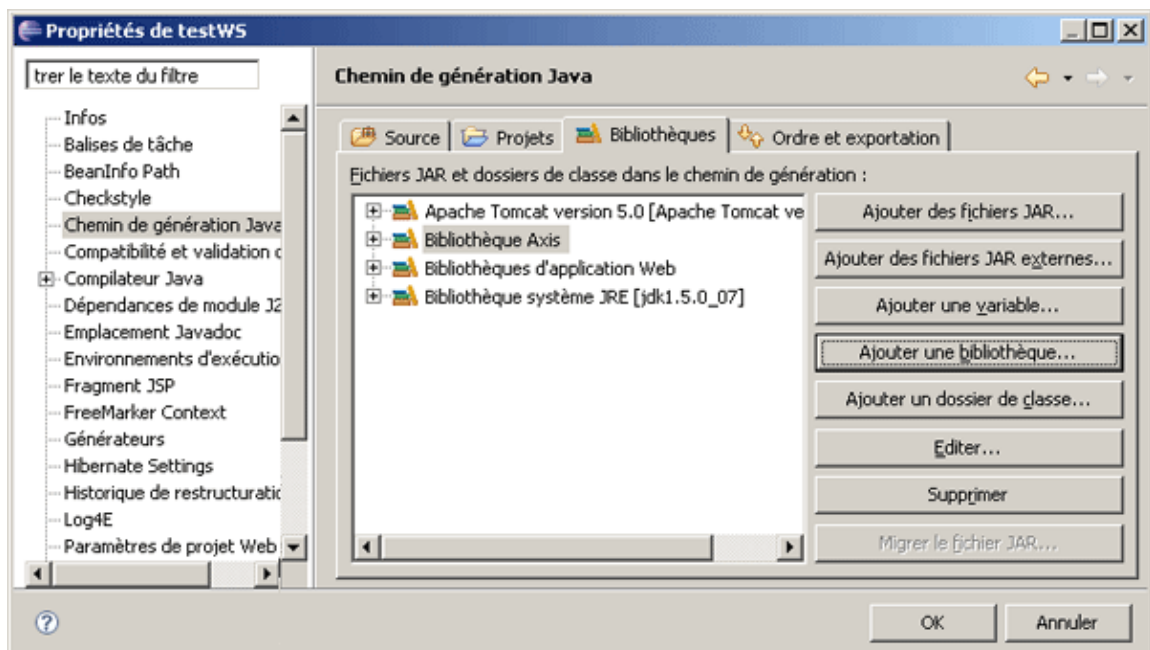 Propriétés de testWS
trer le texte du filtre
Infos
Balises de tâche
BeanInfo Path
Checkstyle
Chemin de génération Java
Compatibilité et validation d
Compilateur Java
Dépendances de module J2
Emplacement Javadoc
Environnements d'exécutio
Fragment JSP
FreeMarker Context
Générateurs
Hibernate Settings
Historique de restructuratio
Log4E
Paramètres de projet Web
Chemin de génération Java
Source Projets Bibliothèques Ordre et exportation
Fichiers JAR et dossiers de classe dans le chemin de génération :
Apache Tomcat version 5.0 [Apache Tomcat ve
Bibliothèque Axis
Bibliothèques d'application Web
Bibliothèque système JRE [jdk1.5.0_07]
Ajouter des fichiers JAR...
Ajouter des fichiers JAR externes...
Ajouter une variable...
Ajouter une bibliothèque...
Ajouter un dossier de classe...
Editer...
Supprimer
Migrer le fichier JAR...
OK Annuler